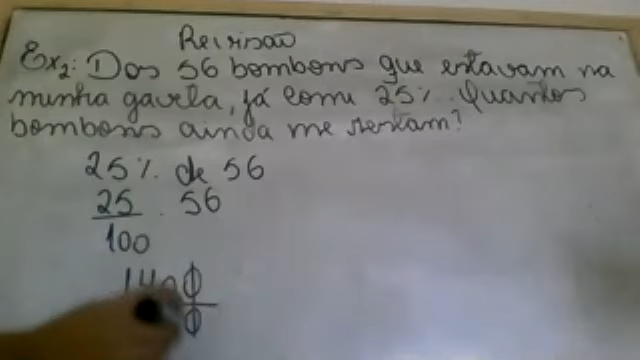 Revisão
Ex2: Dos 56 bombons que estavam na
minha gaveta, já comi 25%. Quantos
bombons ainda me restam?
25% de 56
25 . 56
100
1400